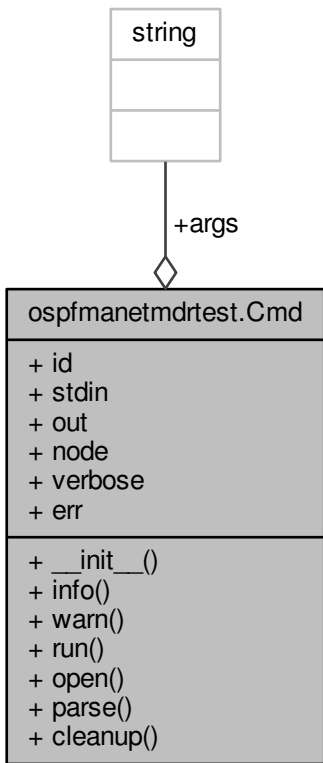 string
+args
ospfmanetmdrtest.Cmd
+ id
+ stdin
+ out
+ node
+ verbose
+ err
+ __init__()
+ info()
+ warn()
+ run()
+ open()
+ parse()
+ cleanup()